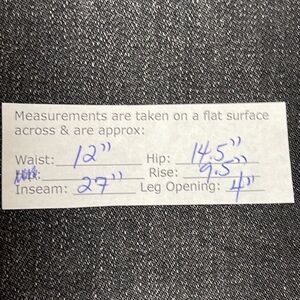 Measurements are taken on a flat surface
across & are approx:
Waist: 12" Hip: 14.5"
Rise: 9.5"
Inseam: 27" Leg Opening: 4"